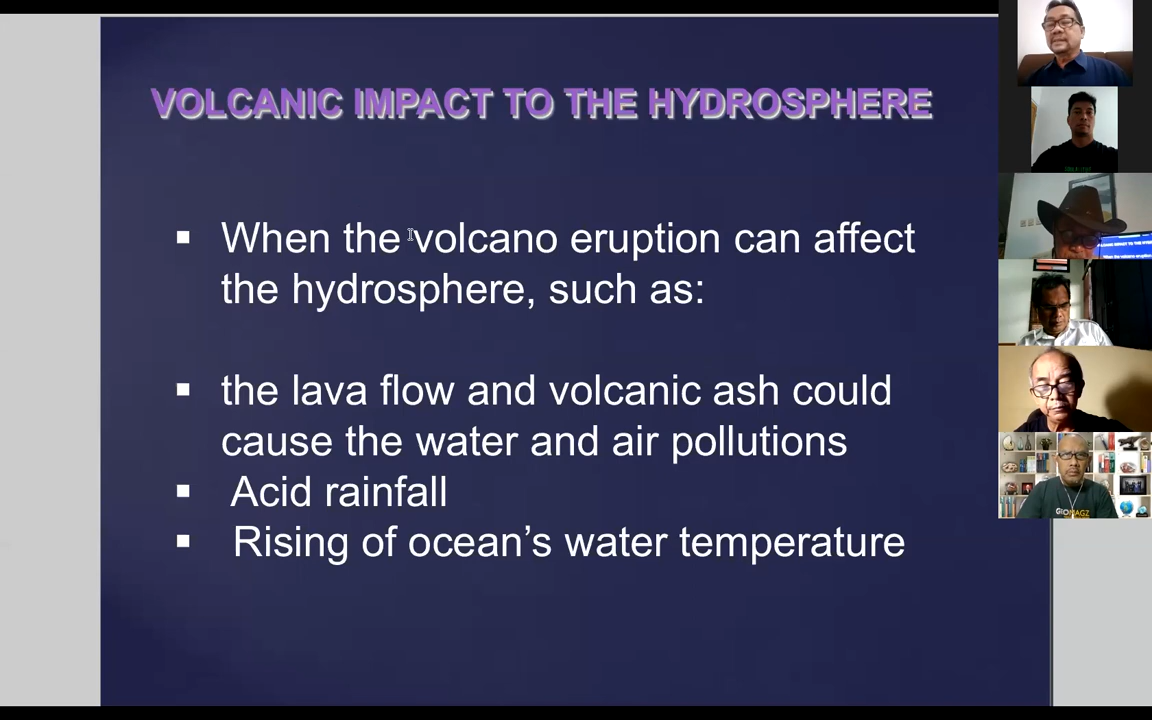 VOLCANIC IMPACT TO THE HYDROSPHERE
▪ When the volcano eruption can affect
the hydrosphere, such as:
▪ the lava flow and volcanic ash could
cause the water and air pollutions
▪ Acid rainfall
▪ Rising of ocean’s water temperature
GEOMAGZ